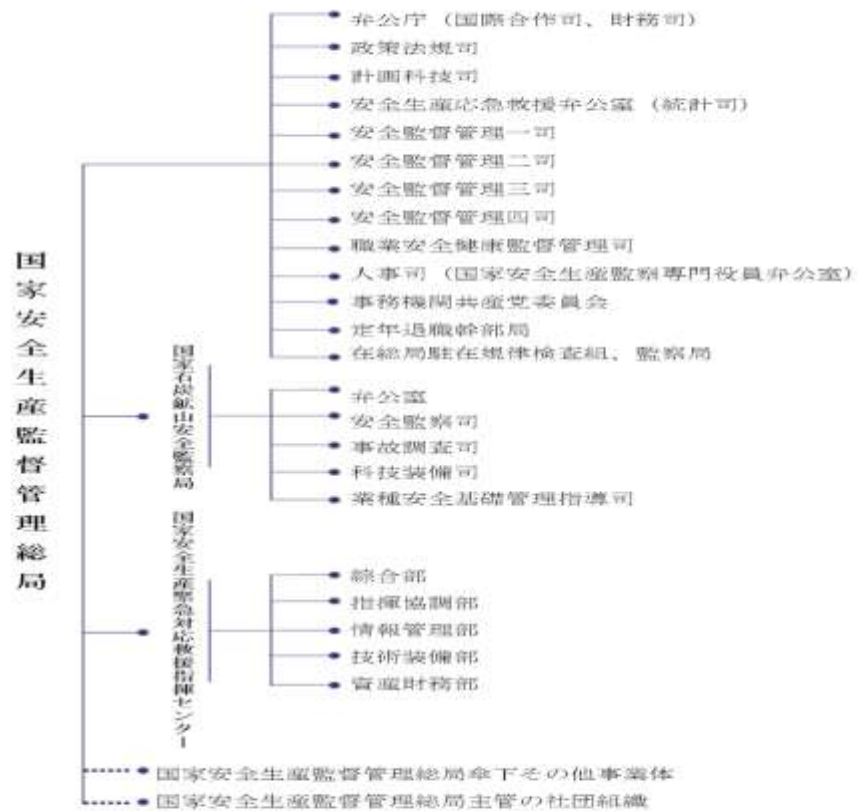 国家安全生産監督管理総局
弁公庁（国際合作司、財務司）
政策法規司
計画科技司
安全生産応急救援弁公室（統計司）
安全監督管理一司
安全監督管理二司
安全監督管理三司
安全監督管理四司
職業安全健康監督管理司
人事司（国家安全生産監察専門役員弁公室）
事務機関共産党委員会
定年退職幹部局
在総局駐在規律検査組、監察局
国家石炭鉱山安全監察局
弁公室
安全監察司
事故調査司
科技装備司
業種安全基礎管理指導司
国家安全生産緊急対応救援指揮センター
綜合部
指揮協調部
情報管理部
技術装備部
資産財務部
国家安全生産監督管理総局傘下その他事業体
国家安全生産監督管理総局主管の社団組織